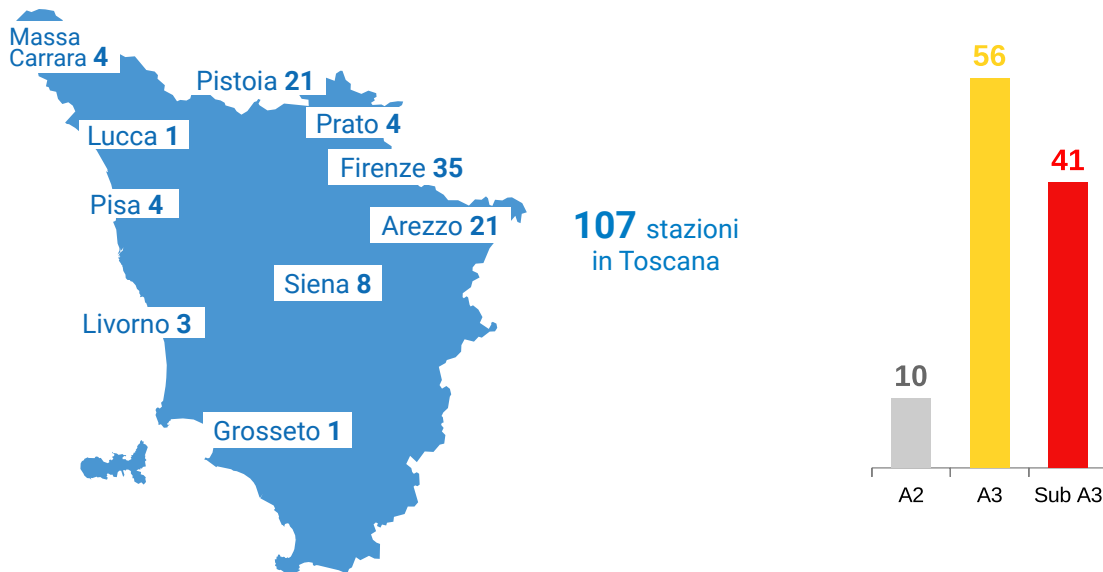 Massa
Carrara 4
Pistoia 21
Prato 4
Lucca 1
Firenze 35
Pisa 4
Arezzo 21
Siena 8
Livorno 3
Grosseto 1
107 stazioni
in Toscana
56
41
10
A2
A3
Sub A3